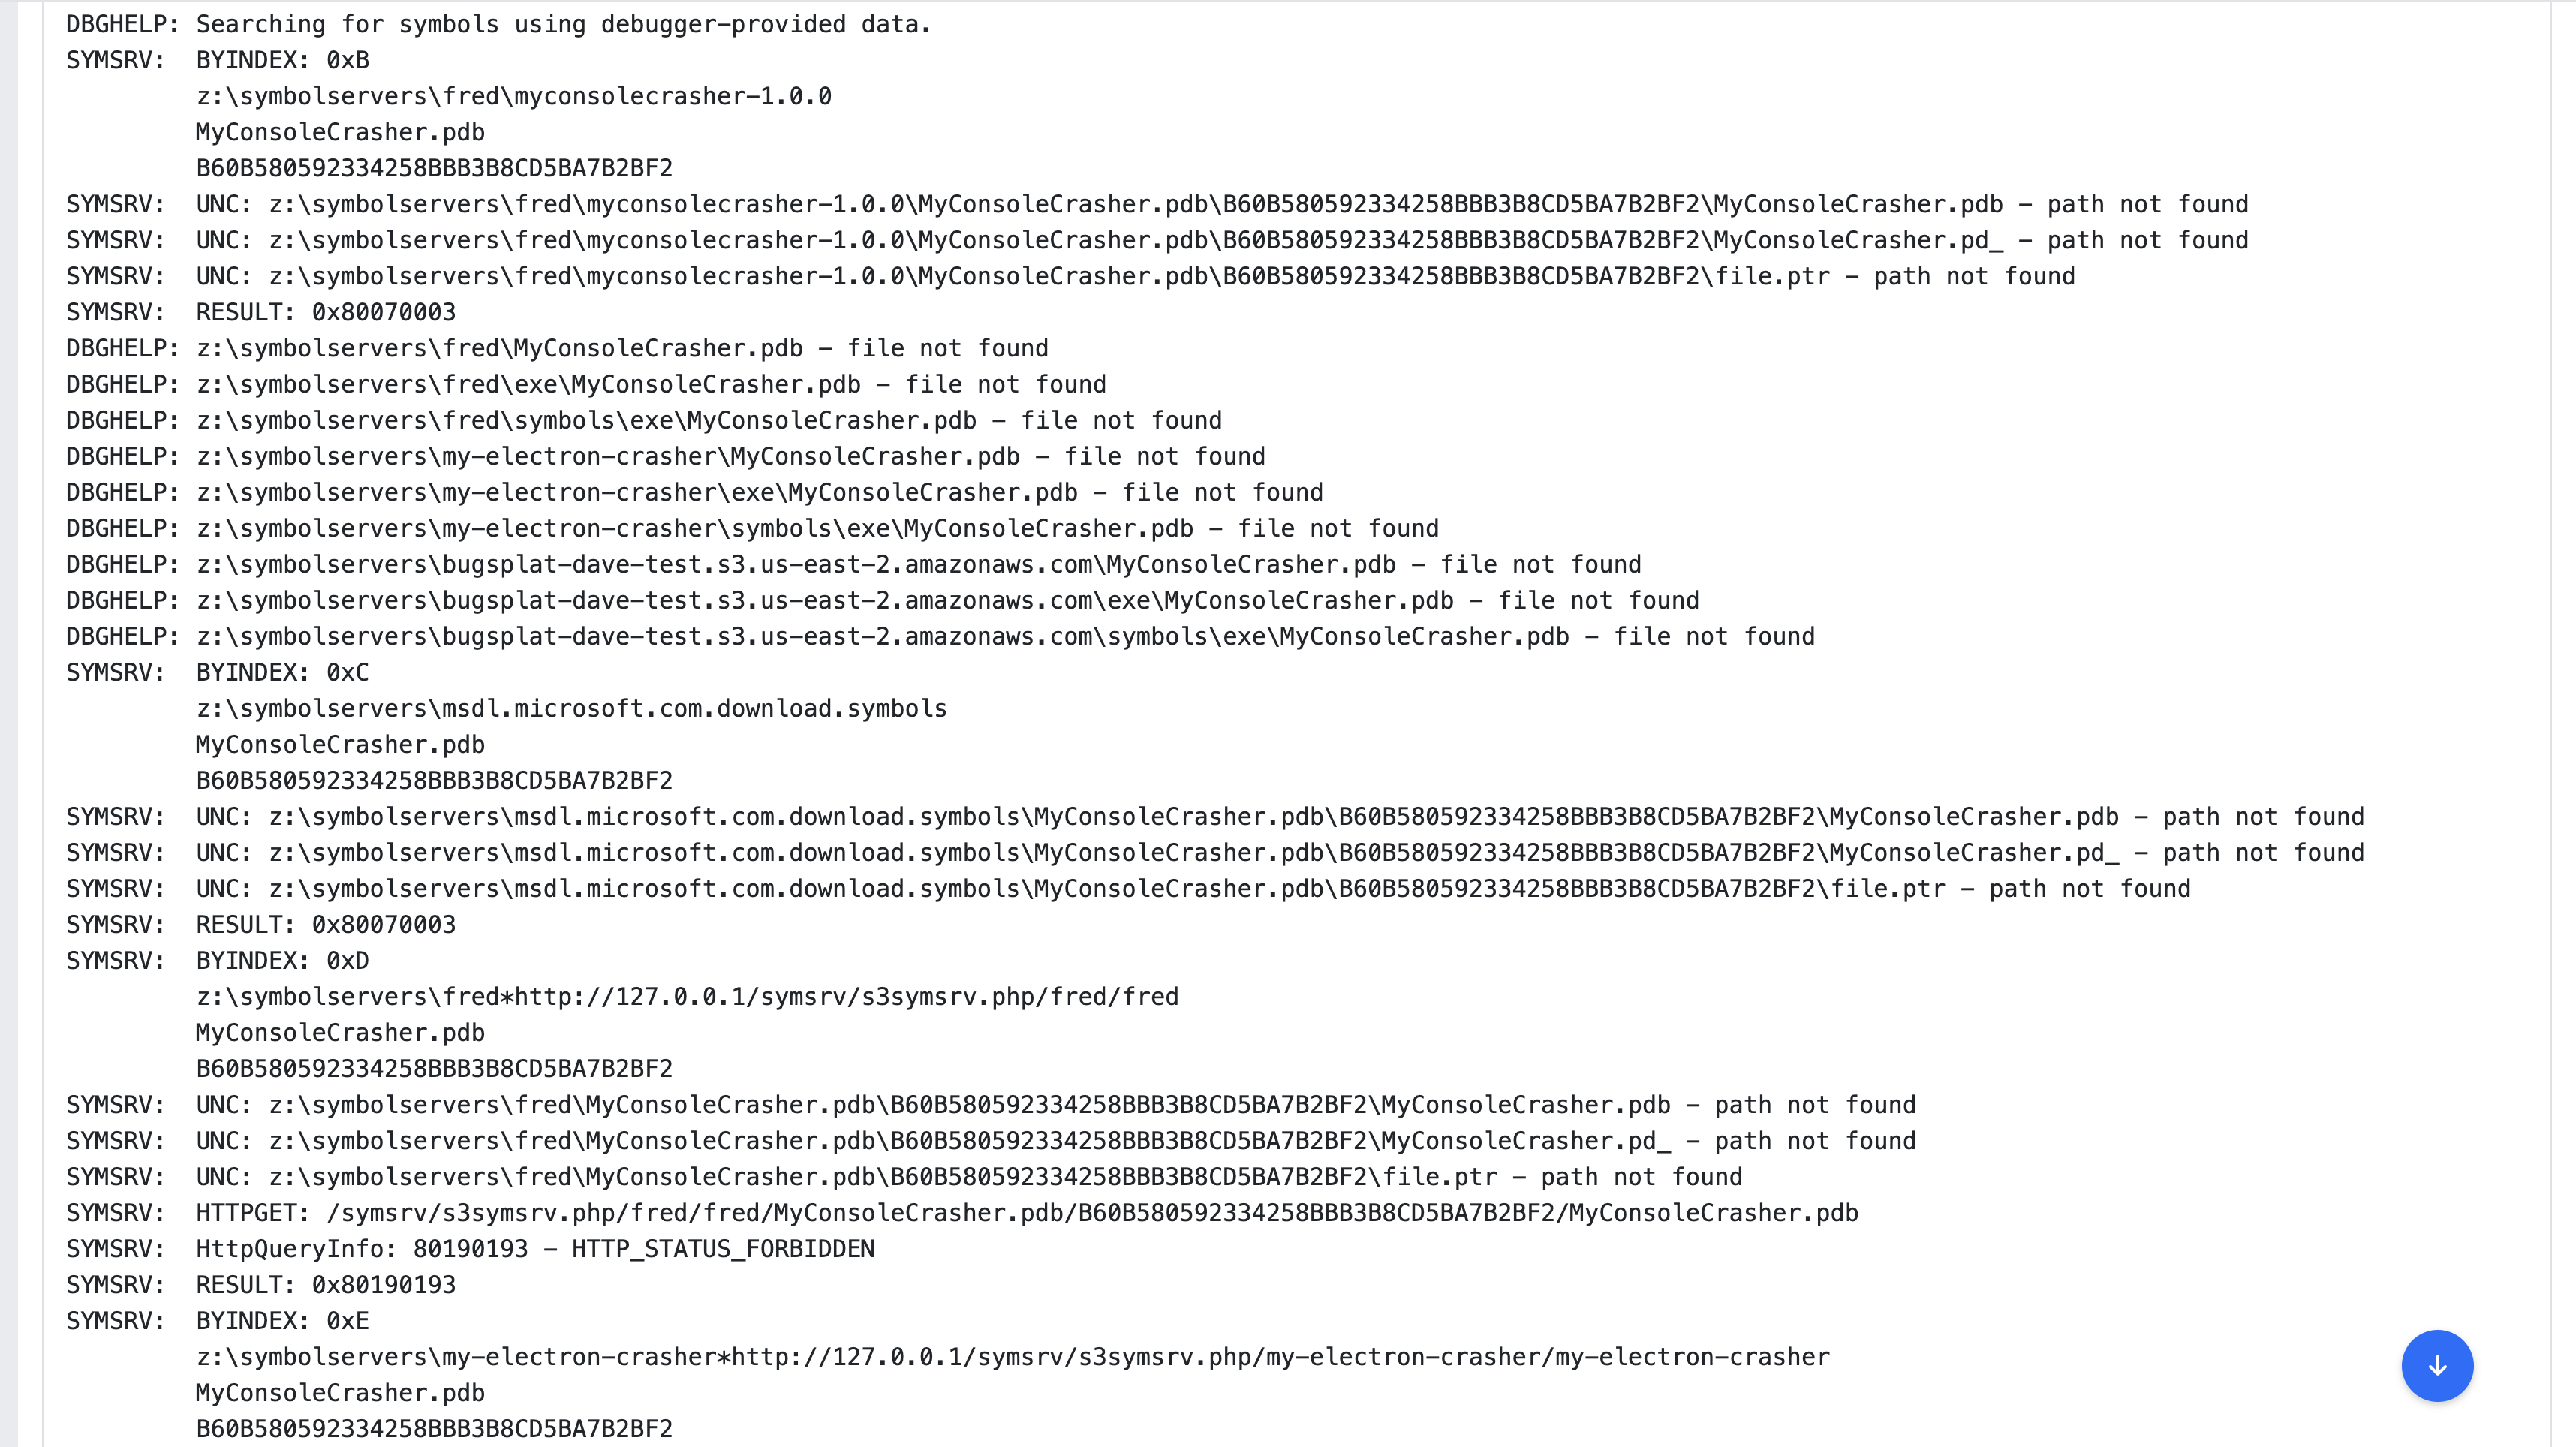 DBGHELP: Searching for symbols using debugger-provided data.
SYMSRV:  BYINDEX: 0xB
         z:\symbolservers\fred\myconsolecrasher-1.0.0
         MyConsoleCrasher.pdb
         B60B580592334258BBB3B8CD5BA7B2BF2
SYMSRV:  UNC: z:\symbolservers\fred\myconsolecrasher-1.0.0\MyConsoleCrasher.pdb\B60B580592334258BBB3B8CD5BA7B2BF2\MyConsoleCrasher.pdb - path not found
SYMSRV:  UNC: z:\symbolservers\fred\myconsolecrasher-1.0.0\MyConsoleCrasher.pdb\B60B580592334258BBB3B8CD5BA7B2BF2\MyConsoleCrasher.pd_ - path not found
SYMSRV:  UNC: z:\symbolservers\fred\myconsolecrasher-1.0.0\MyConsoleCrasher.pdb\B60B580592334258BBB3B8CD5BA7B2BF2\file.ptr - path not found
SYMSRV:  RESULT: 0x80070003
DBGHELP: z:\symbolservers\fred\MyConsoleCrasher.pdb - file not found
DBGHELP: z:\symbolservers\fred\exe\MyConsoleCrasher.pdb - file not found
DBGHELP: z:\symbolservers\fred\symbols\exe\MyConsoleCrasher.pdb - file not found
DBGHELP: z:\symbolservers\my-electron-crasher\MyConsoleCrasher.pdb - file not found
DBGHELP: z:\symbolservers\my-electron-crasher\exe\MyConsoleCrasher.pdb - file not found
DBGHELP: z:\symbolservers\my-electron-crasher\symbols\exe\MyConsoleCrasher.pdb - file not found
DBGHELP: z:\symbolservers\bugsplat-dave-test.s3.us-east-2.amazonaws.com\MyConsoleCrasher.pdb - file not found
DBGHELP: z:\symbolservers\bugsplat-dave-test.s3.us-east-2.amazonaws.com\exe\MyConsoleCrasher.pdb - file not found
DBGHELP: z:\symbolservers\bugsplat-dave-test.s3.us-east-2.amazonaws.com\symbols\exe\MyConsoleCrasher.pdb - file not found
SYMSRV:  BYINDEX: 0xC
         z:\symbolservers\msdl.microsoft.com.download.symbols
         MyConsoleCrasher.pdb
         B60B580592334258BBB3B8CD5BA7B2BF2
SYMSRV:  UNC: z:\symbolservers\msdl.microsoft.com.download.symbols\MyConsoleCrasher.pdb\B60B580592334258BBB3B8CD5BA7B2BF2\MyConsoleCrasher.pdb - path not found
SYMSRV:  UNC: z:\symbolservers\msdl.microsoft.com.download.symbols\MyConsoleCrasher.pdb\B60B580592334258BBB3B8CD5BA7B2BF2\MyConsoleCrasher.pd_ - path not found
SYMSRV:  UNC: z:\symbolservers\msdl.microsoft.com.download.symbols\MyConsoleCrasher.pdb\B60B580592334258BBB3B8CD5BA7B2BF2\file.ptr - path not found
SYMSRV:  RESULT: 0x80070003
SYMSRV:  BYINDEX: 0xD
         z:\symbolservers\fred*http://127.0.0.1/symsrv/s3symsrv.php/fred/fred
         MyConsoleCrasher.pdb
         B60B580592334258BBB3B8CD5BA7B2BF2
SYMSRV:  UNC: z:\symbolservers\fred\MyConsoleCrasher.pdb\B60B580592334258BBB3B8CD5BA7B2BF2\MyConsoleCrasher.pdb - path not found
SYMSRV:  UNC: z:\symbolservers\fred\MyConsoleCrasher.pdb\B60B580592334258BBB3B8CD5BA7B2BF2\MyConsoleCrasher.pd_ - path not found
SYMSRV:  UNC: z:\symbolservers\fred\MyConsoleCrasher.pdb\B60B580592334258BBB3B8CD5BA7B2BF2\file.ptr - path not found
SYMSRV:  HTTPGET: /symsrv/s3symsrv.php/fred/fred/MyConsoleCrasher.pdb/B60B580592334258BBB3B8CD5BA7B2BF2/MyConsoleCrasher.pdb
SYMSRV:  HttpQueryInfo: 80190193 - HTTP_STATUS_FORBIDDEN
SYMSRV:  RESULT: 0x80190193
SYMSRV:  BYINDEX: 0xE
         z:\symbolservers\my-electron-crasher*http://127.0.0.1/symsrv/s3symsrv.php/my-electron-crasher/my-electron-crasher
         MyConsoleCrasher.pdb
         B60B580592334258BBB3B8CD5BA7B2BF2